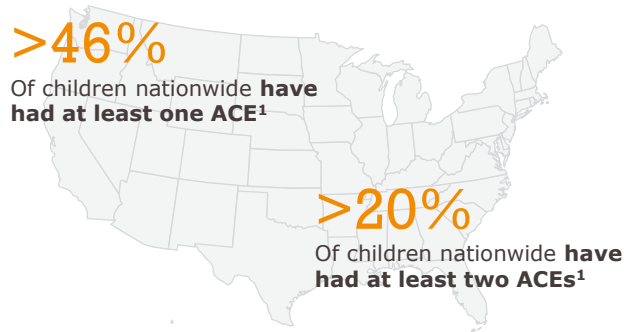 >46%
Of children nationwide have
had at least one ACE¹
>20%
Of children nationwide have
had at least two ACEs¹